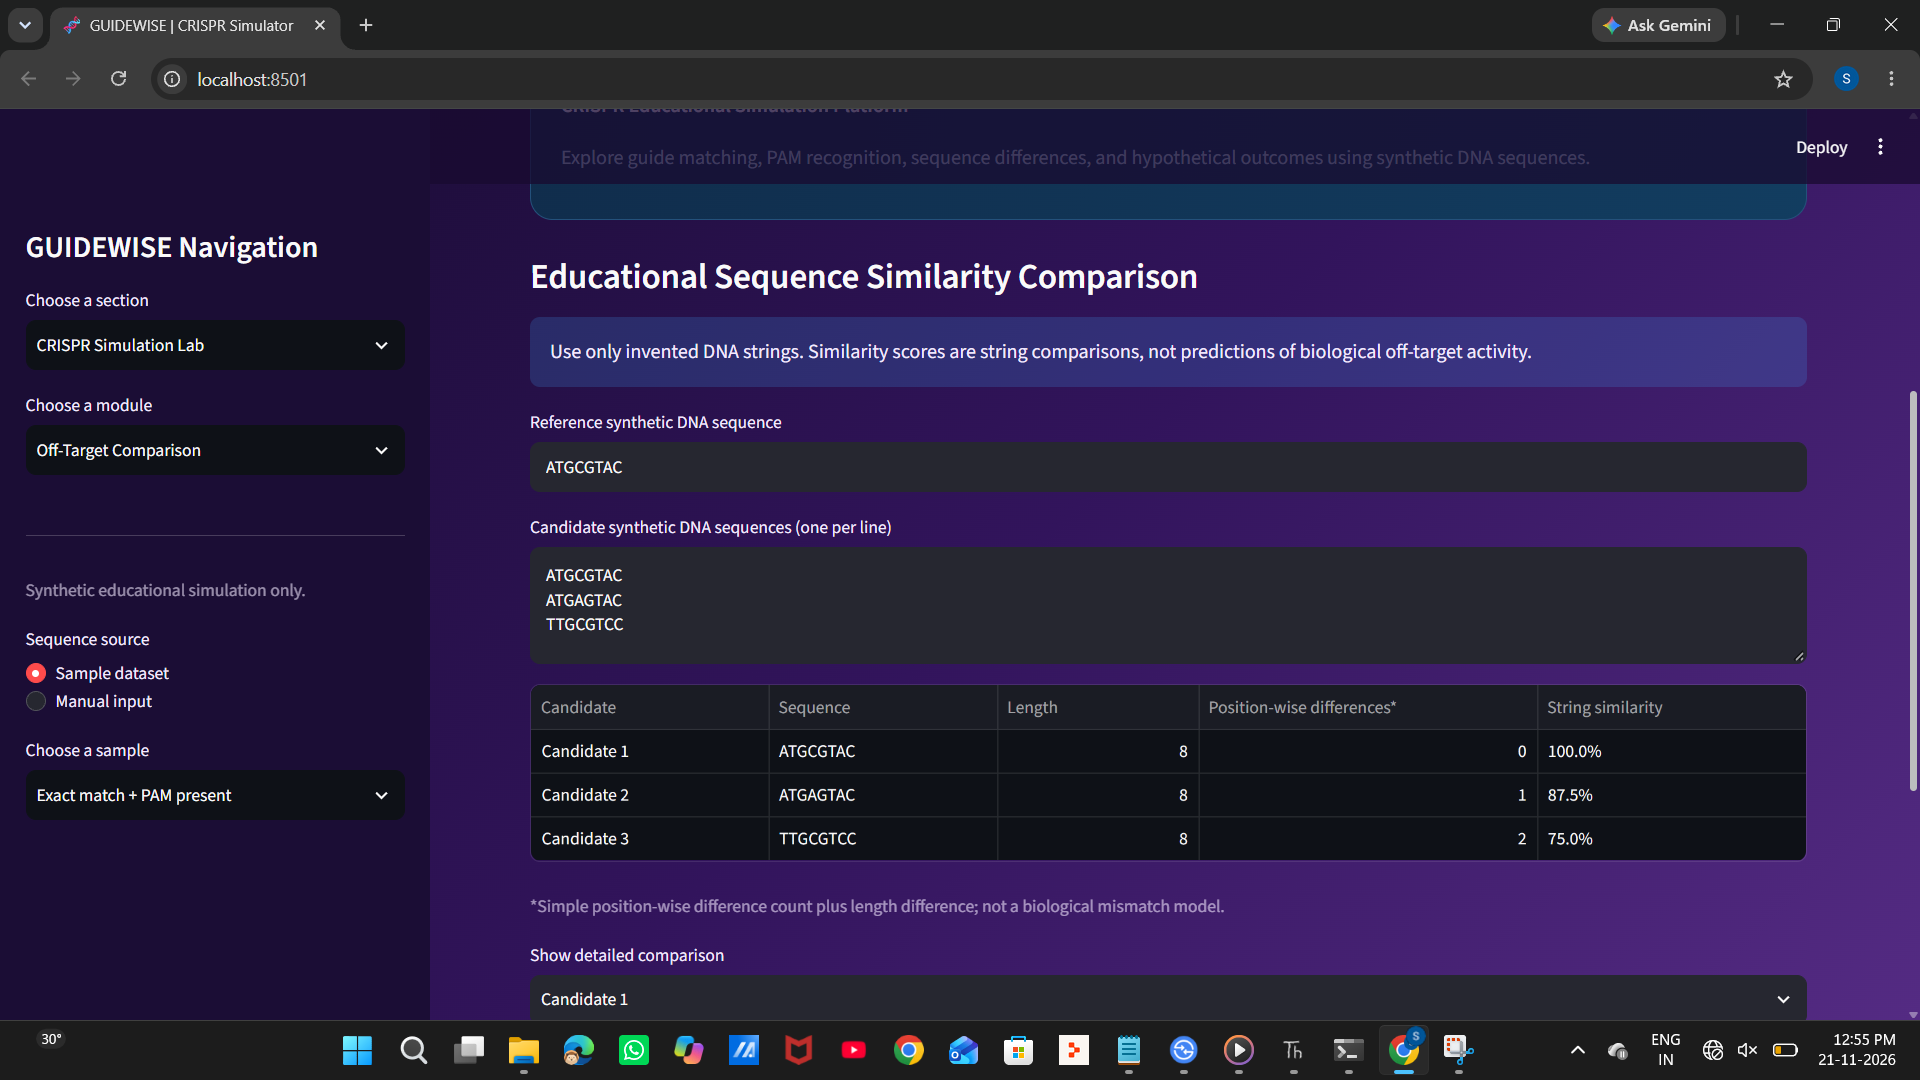 GUIDEWISE | CRISPR Simulator
Ask Gemini
localhost:8501
S
CRISPR Educational Simulation Platform
Explore guide matching, PAM recognition, sequence differences, and hypothetical outcomes using synthetic DNA sequences.
Deploy
GUIDEWISE Navigation
Choose a section
CRISPR Simulation Lab
Choose a module
Off-Target Comparison
Synthetic educational simulation only.
Sequence source
Sample dataset
Manual input
Choose a sample
Exact match + PAM present
Educational Sequence Similarity Comparison
Use only invented DNA strings. Similarity scores are string comparisons, not predictions of biological off-target activity.
Reference synthetic DNA sequence
ATGCGTAC
Candidate synthetic DNA sequences (one per line)
ATGCGTAC
ATGAGTAC
TTGCGTCC
Candidate Sequence Length Position-wise differences* String similarity
Candidate 1 ATGCGTAC 8 0 100.0%
Candidate 2 ATGAGTAC 8 1 87.5%
Candidate 3 TTGCGTCC 8 2 75.0%
*Simple position-wise difference count plus length difference; not a biological mismatch model.
Show detailed comparison
Candidate 1
30°
Th
S
ENG
IN
12:55 PM
21-11-2026